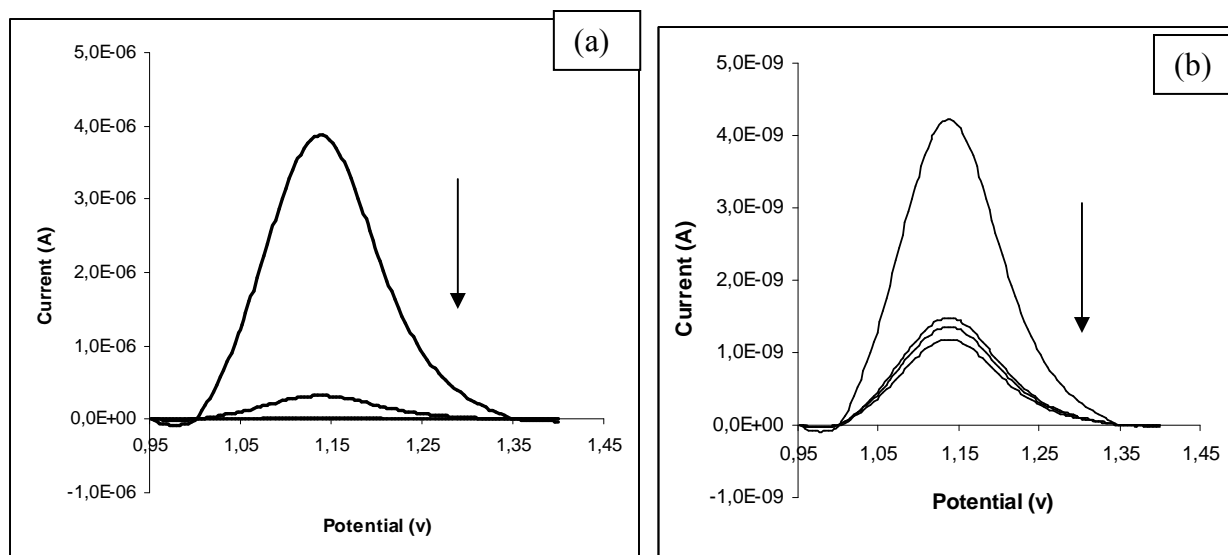 (a)
5,0E-06
4,0E-06
3,0E-06
2,0E-06
1,0E-06
0,0E+00
-1,0E-06
0,95 1,05 1,15 1,25 1,35 1,45
Current (A)
Potential (v)
(b)
5,0E-09
4,0E-09
3,0E-09
2,0E-09
1,0E-09
0,0E+00
-1,0E-09
0,95 1,05 1,15 1,25 1,35 1,45
Current (A)
Potential (v)